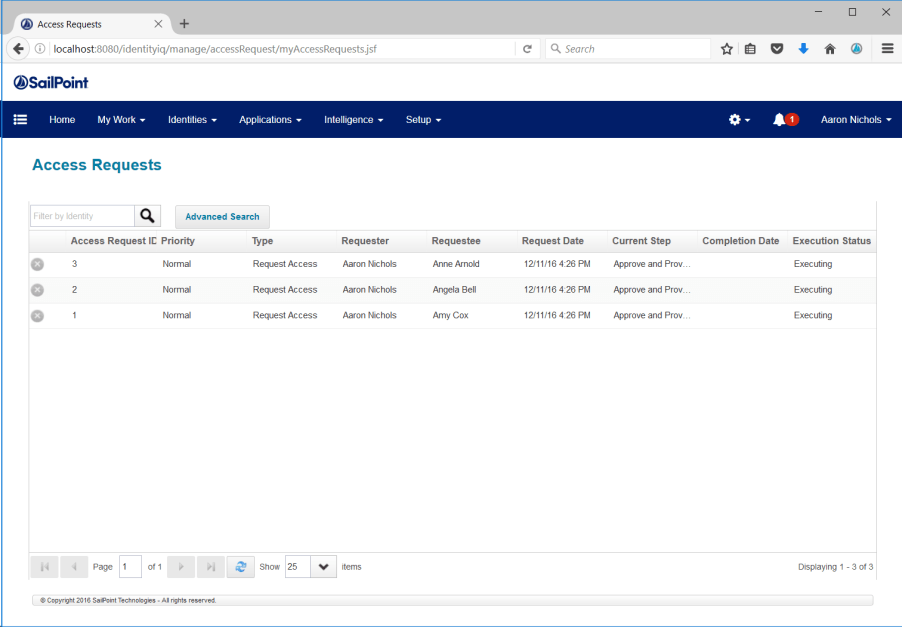 Access Requests
localhost:8080/identityiq/manage/accessRequest/myAccessRequests.jsf
Search
SailPoint
Home My Work Identities Applications Intelligence Setup 1 Aaron Nichols
Access Requests
Filter by Identity Advanced Search
Access Request ID Priority Type Requester Requestee Request Date Current Step Completion Date Execution Status
3 Normal Request Access Aaron Nichols Anne Arnold 12/11/16 4:26 PM Approve and Prov... Executing
2 Normal Request Access Aaron Nichols Angela Bell 12/11/16 4:26 PM Approve and Prov... Executing
1 Normal Request Access Aaron Nichols Amy Cox 12/11/16 4:26 PM Approve and Prov... Executing
Page 1 of 1 Show 25 items Displaying 1 - 3 of 3
© Copyright 2016 SailPoint Technologies - All rights reserved.